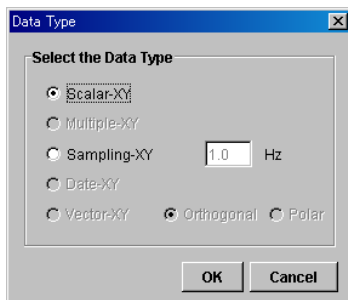 Data Type
Select the Data Type
Scalar-XY
Multiple-XY
Sampling-XY 1.0 Hz
Date-XY
Vector-XY Orthogonal Polar
OK Cancel